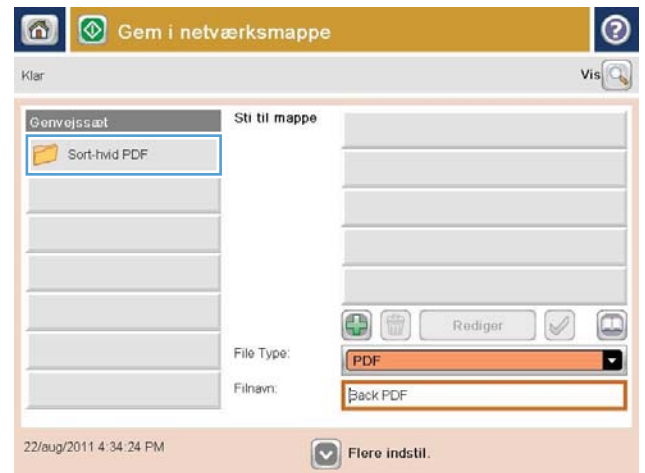 Gem i netværksmappe
Klar
Vis
Genvejssæt
Sti til mappe
Sort-hvid PDF
Rediger
File Type:
PDF
Filnavn:
Back PDF
22/aug/2011 4:34:24 PM
Flere indstil.